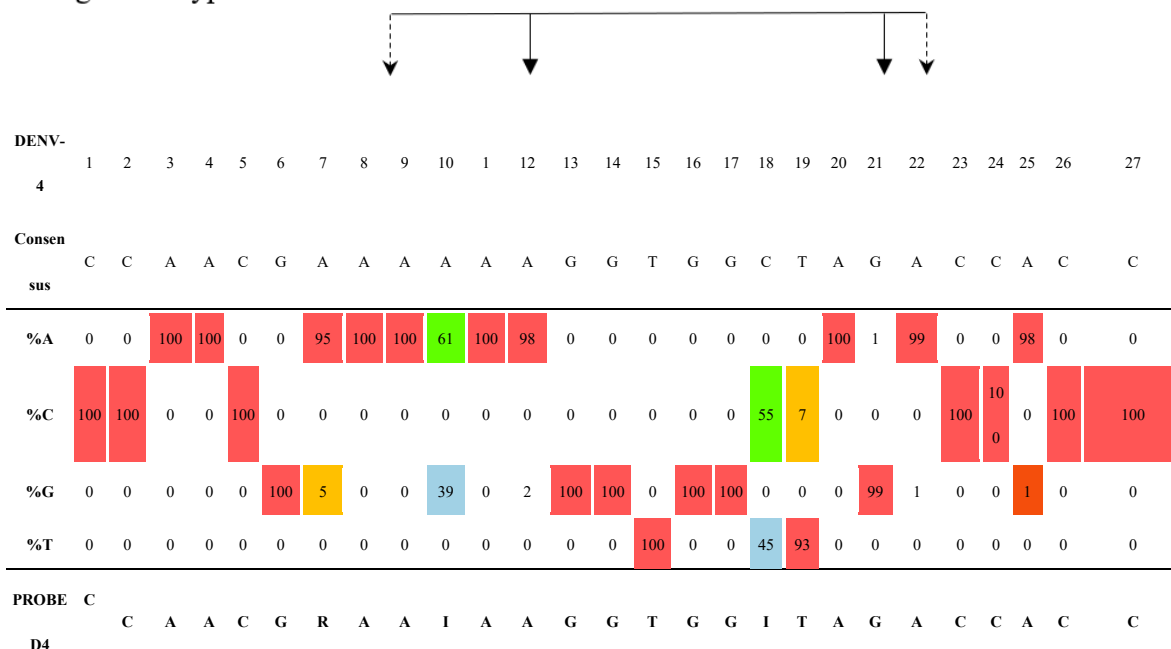 DENV-4 1 2 3 4 5 6 7 8 9 10 1 12 13 14 15 16 17 18 19 20 21 22 23 24 25 26 27
Consensus C C A A C G A A A A A A G G T G G C T A G A C C A C C
%A 0 0 100 100 0 0 95 100 100 61 100 98 0 0 0 0 0 0 0 100 1 99 0 0 98 0 0
%C 100 100 0 0 100 0 0 0 0 0 0 0 0 0 0 0 0 55 7 0 0 0 100 100 0 100 100
%G 0 0 0 0 0 100 5 0 0 39 0 2 100 100 0 100 100 0 0 0 99 1 0 0 1 0 0
%T 0 0 0 0 0 0 0 0 0 0 0 0 0 0 100 0 0 45 93 0 0 0 0 0 0 0 0
PROBE D4 C C A A C G R A A I A A G G T G G I T A G A C C A C C